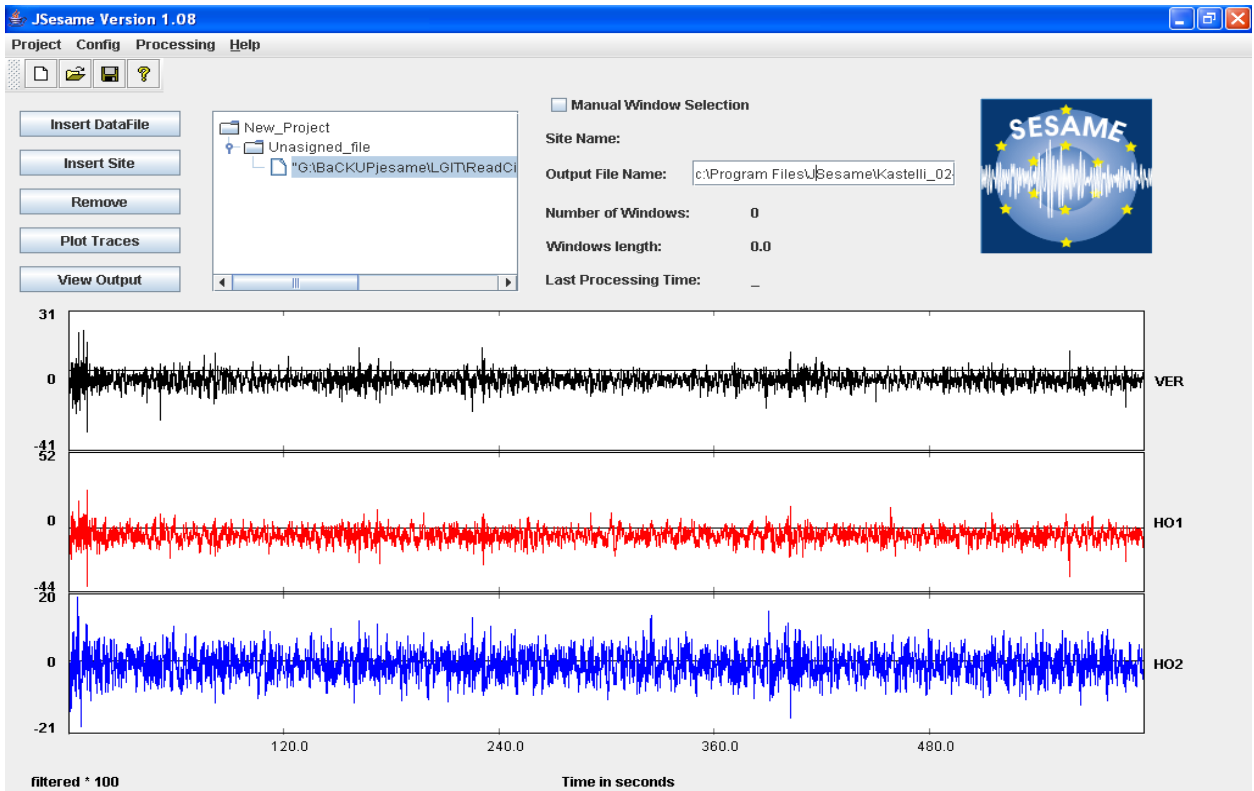 JSesame Version 1.08
Project Config Processing Help
Insert DataFile
Insert Site
Remove
Plot Traces
View Output
New_Project
Unasigned_file
"G:\BaCKUPjesame\LGIT\ReadCi
Manual Window Selection
Site Name:
Output File Name: c:\Program Files\JSesame\Kastelli_02-
Number of Windows: 0
Windows length: 0.0
Last Processing Time: _
SESAME
31
0
-41
VER
52
0
-44
HO1
20
0
-21
HO2
120.0 240.0 360.0 480.0
filtered * 100 Time in seconds